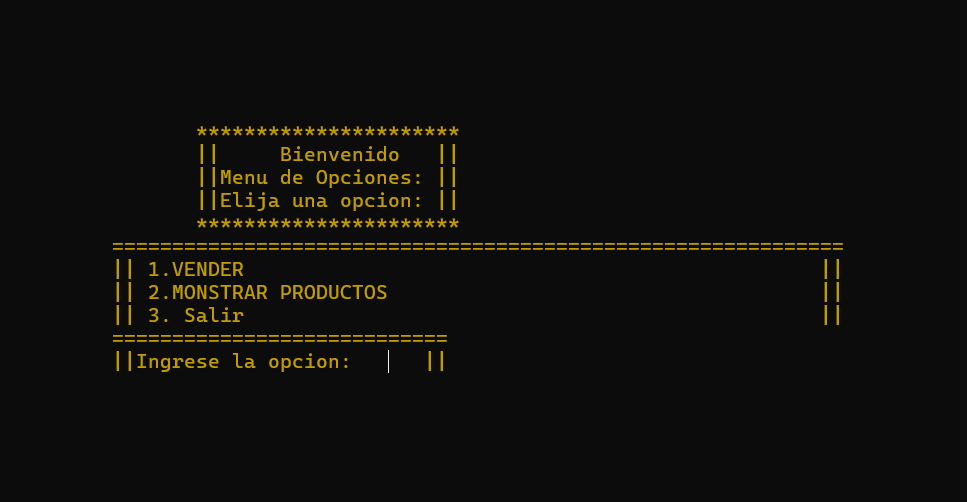 **********************
||     Bienvenido   ||
||Menu de Opciones: ||
||Elija una opcion: ||
**********************
=============================================================
|| 1.VENDER                                                ||
|| 2.MONSTRAR PRODUCTOS                                    ||
|| 3. Salir                                                ||
============================
||Ingrese la opcion:      ||